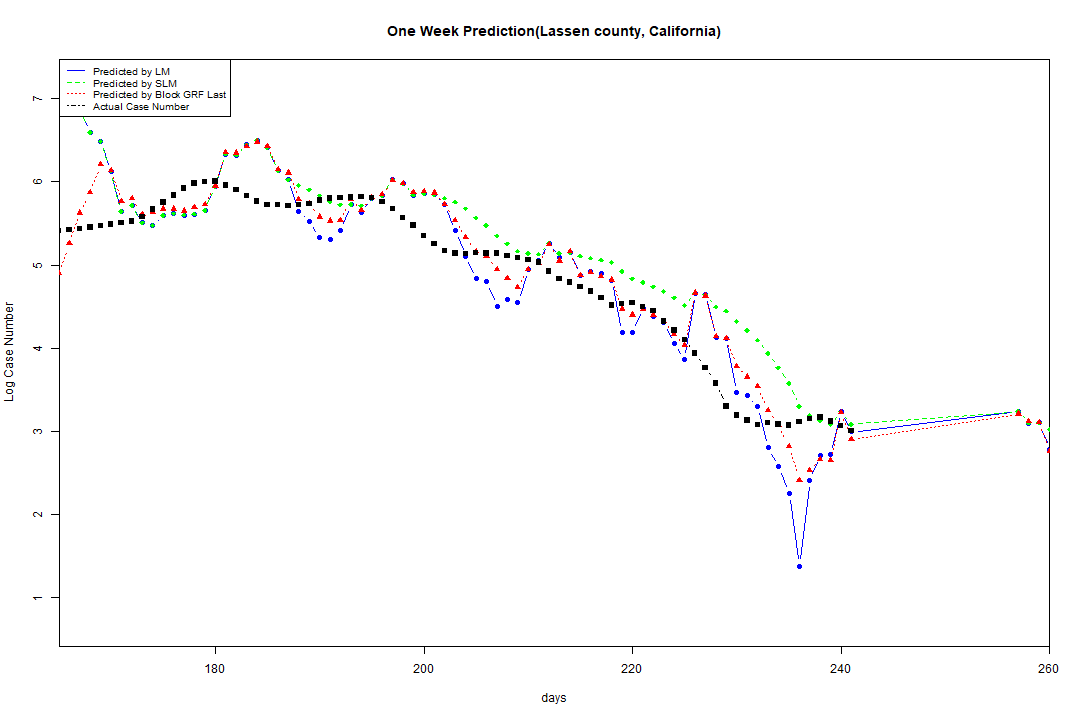 One Week Prediction(Lassen county, California)
Predicted by LM
Predicted by SLM
Predicted by Block GRF Last
Actual Case Number
7
6
5
4
3
2
1
Log Case Number
180
200
220
240
260
days